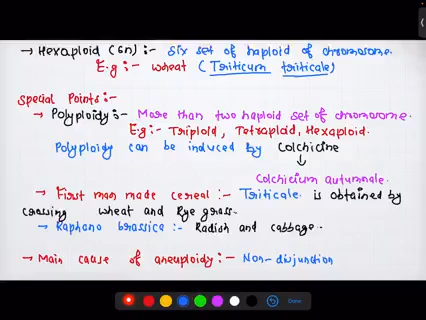 → Hexaploid (6n) :- Six set of haploid of chromosome.
E.g :- wheat (Triticum triticale)
Special Points :-
→ Polyploidy :- More than two haploid set of chromosome.
E.g :- Triploid, Tetraploid, Hexaploid.
Polyploidy can be induced by Colchicine
↓
Colchicium autumnale.
→ First man made cereal :- Triticale is obtained by
crossing wheat and Rye grass.
→ Raphano brassica :- Radish and cabbage.
→ Main cause of aneuploidy :- Non-disjunction
Done